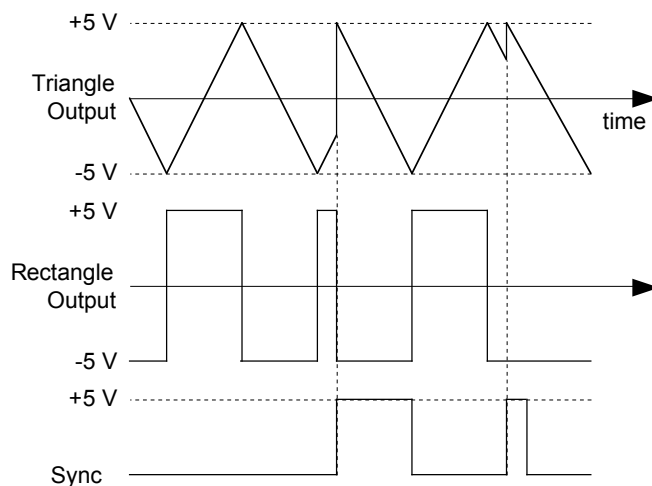 +5 V
Triangle
Output
time
-5 V
+5 V
Rectangle
Output
-5 V
+5 V
Sync